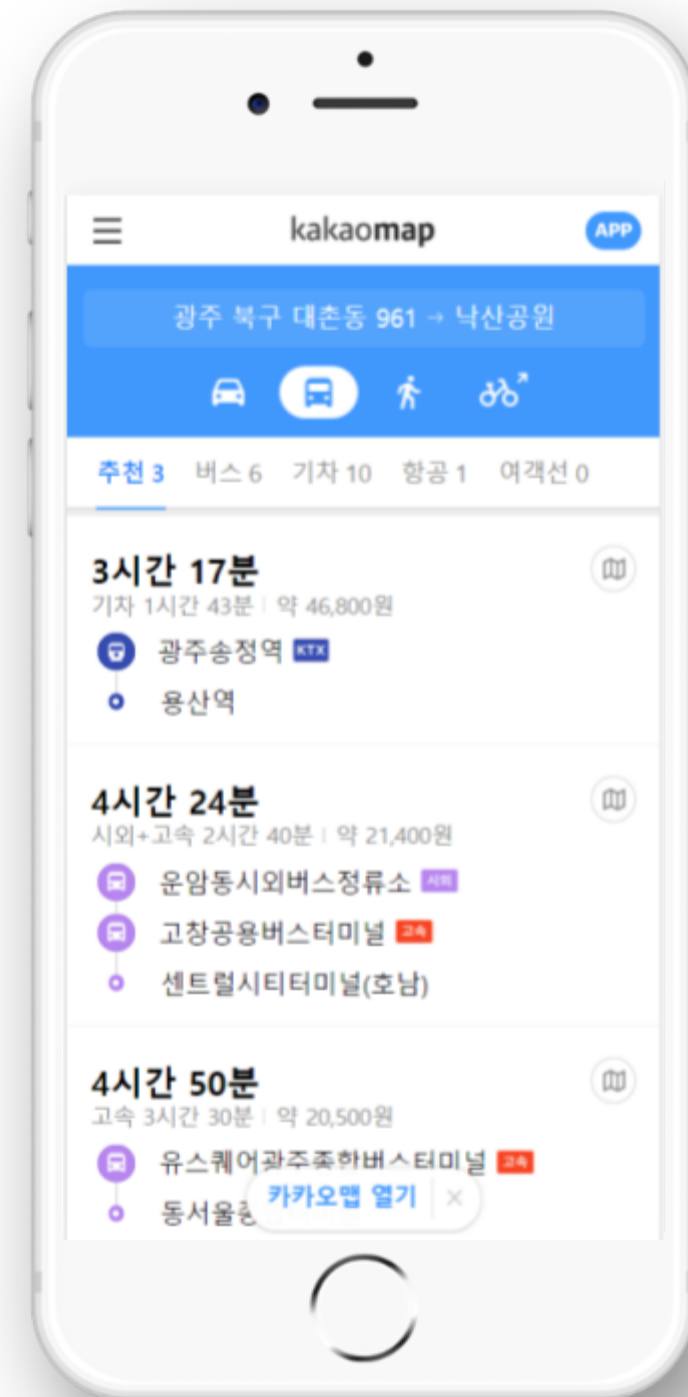 kakaomap APP
광주 북구 대촌동 961 → 낙산공원
추천 3 버스 6 기차 10 항공 1 여객선 0
3시간 17분
기차 1시간 43분 | 약 46,800원
광주송정역 KTX
용산역
4시간 24분
시외+고속 2시간 40분 | 약 21,400원
운암동시외버스정류소 시외
고창공용버스터미널 고속
센트럴시티터미널(호남)
4시간 50분
고속 3시간 30분 | 약 20,500원
유스퀘어광주종합버스터미널 고속
동서울종
카카오맵 열기 ×